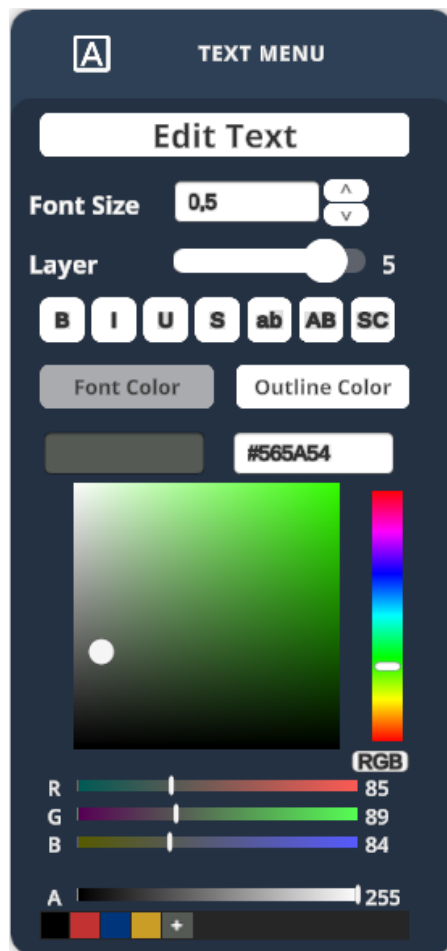 A TEXT MENU
Edit Text
Font Size 0,5 ^
v
Layer 5
B I U S ab AB SC
Font Color Outline Color
#565A54
RGB
R 85
G 89
B 84
A 255
+